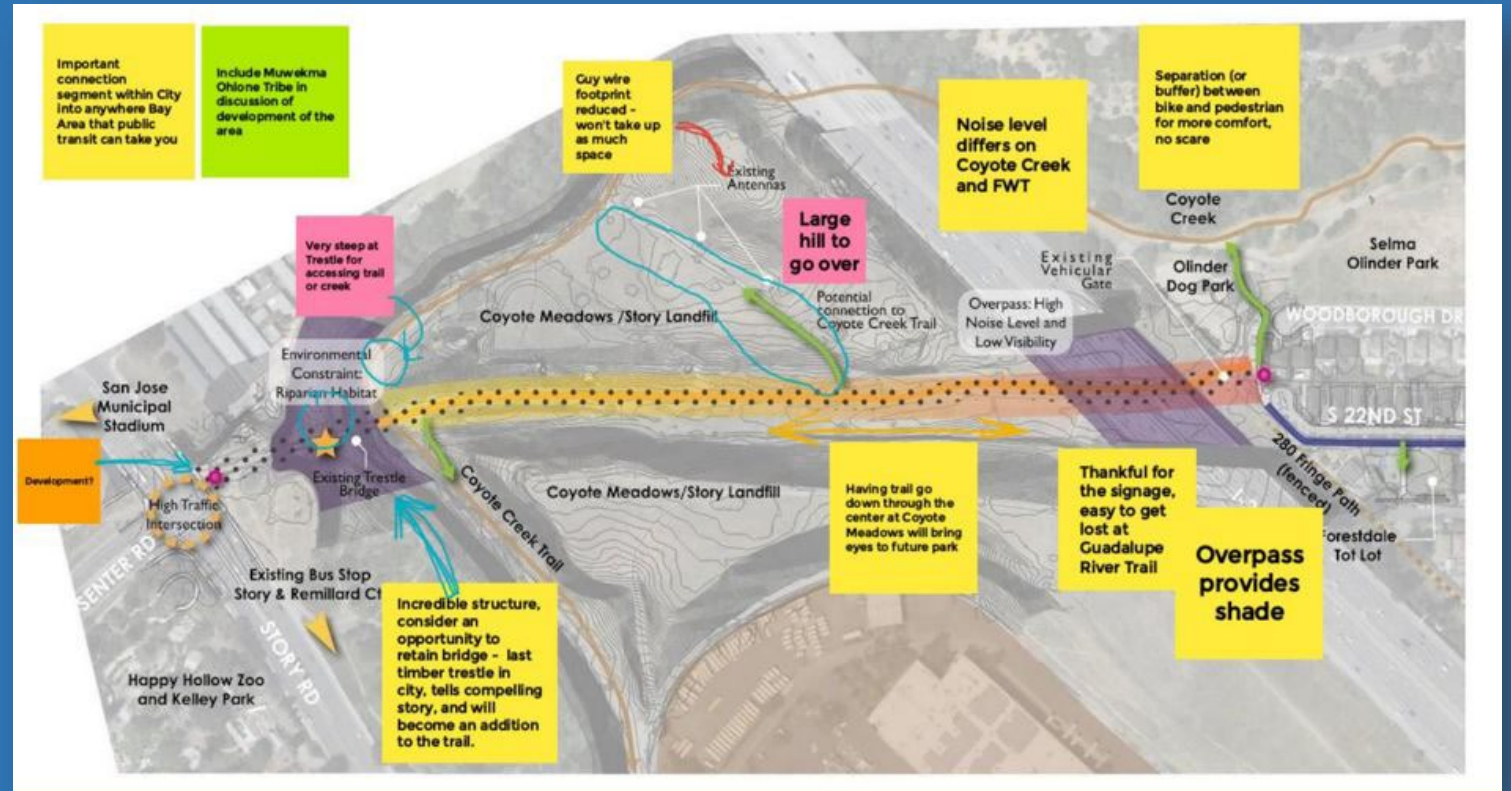 Important
connection
segment within City
into anywhere Bay
Area that public
transit can take you
Include Muwekma
Ohlone Tribe in
discussion of
development of the
area
Guy wire
footprint
reduced -
won't take up
as much
space
Existing
Antennas
Noise level
differs on
Coyote Creek
and FWT
Separation (or
buffer) between
bike and pedestrian
for more comfort,
no scare
Coyote
Creek
Selma
Olinder Park
Olinder
Dog Park
Existing
Vehicular
Gate
WOODBOROUGH DR
Large
hill to
go over
Very steep at
Trestle for
accessing trail
or creek
Potential
connection to
Coyote Creek Trail
Overpass: High
Noise Level and
Low Visibility
Coyote Meadows /Story Landfill
Environmental
Constraint:
Riparian Habitat
San Jose
Municipal
Stadium
S 22ND ST
Development?
High Traffic
Intersection
Existing Trestle
Bridge
Coyote Creek Trail
Coyote Meadows/Story Landfill
Having trail go
down through the
center at Coyote
Meadows will bring
eyes to future park
Thankful for
the signage,
easy to get
lost at
Guadalupe
River Trail
280 Fringe Path
(fenced)
Overpass
provides
shade
Forestdale
Tot Lot
SENTER RD
Existing Bus Stop
Story & Remillard Ct
STORY RD
Happy Hollow Zoo
and Kelley Park
Incredible structure,
consider an
opportunity to
retain bridge - last
timber trestle in
city, tells compelling
story, and will
become an addition
to the trail.